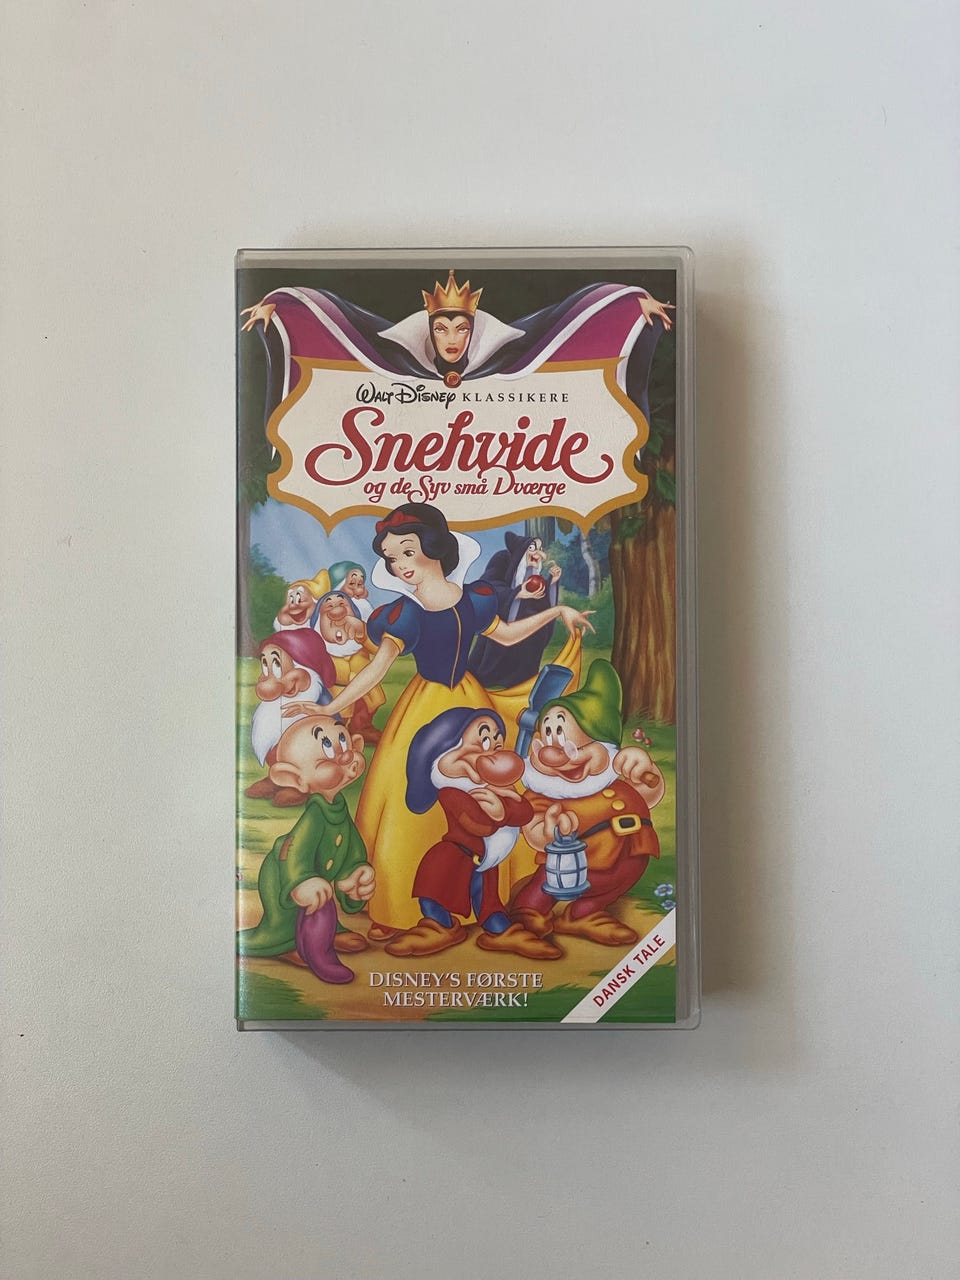 WALT DISNEY KLASSIKERE
Snehvide
og de Syv små Dværge
DISNEY'S FØRSTE
MESTERVÆRK!
DANSK TALE